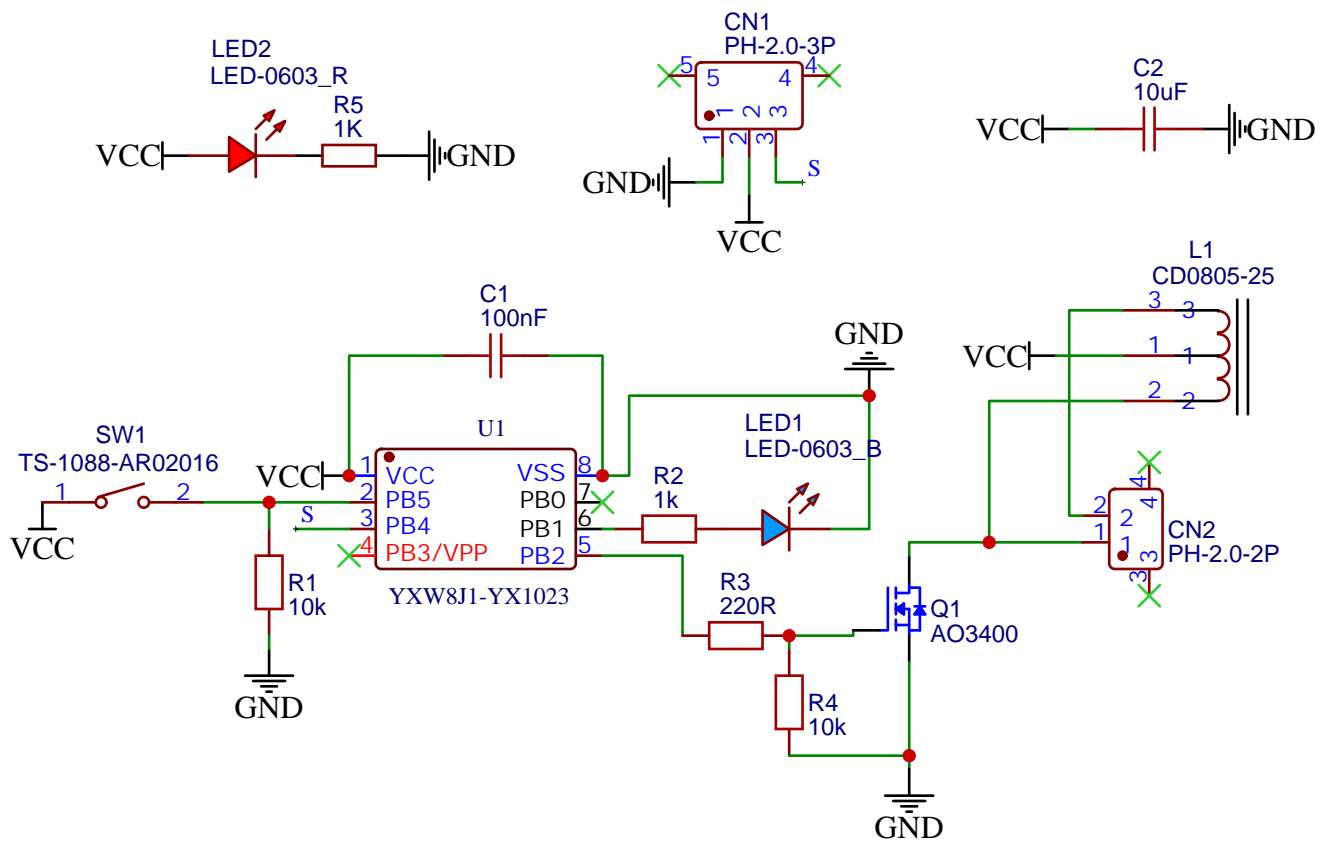 LED2
LED-0603_R
R5
1K
VCC
GND
CN1
PH-2.0-3P
5
5
4
4
1
2
3
1
2
3
GND
S
VCC
C2
10uF
VCC
GND
L1
CD0805-25
3
3
VCC
1
1
2
2
C1
100nF
GND
SW1
TS-1088-AR02016
1
2
VCC
U1
VCC
1
VCC
2
PB5
S
3
PB4
4
PB3/VPP
VSS
8
PB0
7
PB1
6
PB2
5
YXW8J1-YX1023
R1
10k
GND
R2
1k
LED1
LED-0603_B
R3
220R
R4
10k
Q1
AO3400
GND
4
4
2
2
1
1
3
3
CN2
PH-2.0-2P